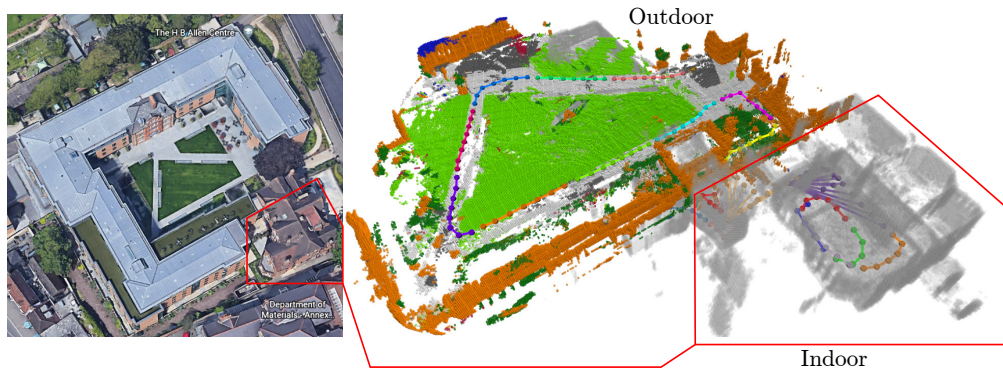 Outdoor
The H B Allen Centre
Department of
Materials - Annex...
Indoor